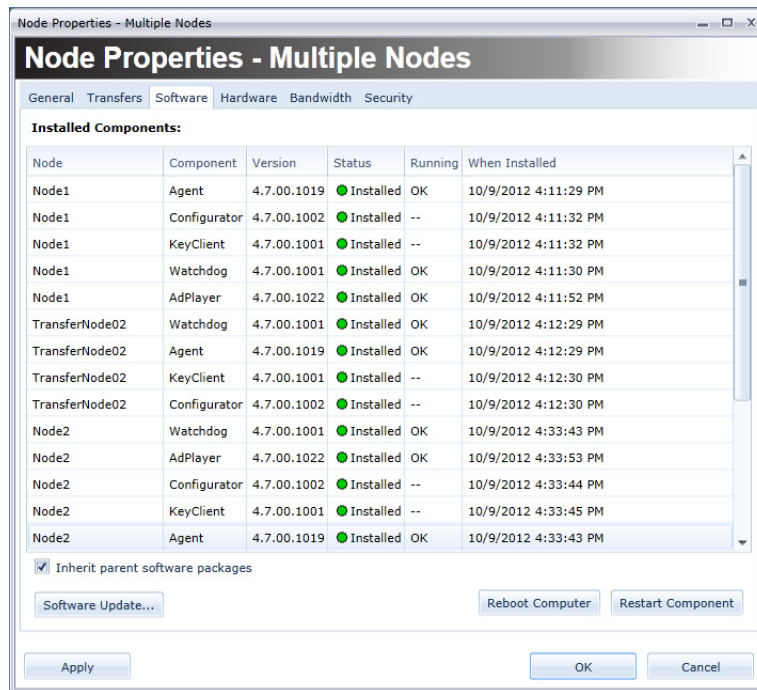 Node Properties - Multiple Nodes
Node Properties - Multiple Nodes
General Transfers Software Hardware Bandwidth Security
Installed Components:
Node Component Version Status Running When Installed
Node1 Agent 4.7.00.1019 Installed OK 10/9/2012 4:11:29 PM
Node1 Configurator 4.7.00.1002 Installed -- 10/9/2012 4:11:32 PM
Node1 KeyClient 4.7.00.1001 Installed -- 10/9/2012 4:11:32 PM
Node1 Watchdog 4.7.00.1001 Installed OK 10/9/2012 4:11:30 PM
Node1 AdPlayer 4.7.00.1022 Installed OK 10/9/2012 4:11:52 PM
TransferNode02 Watchdog 4.7.00.1001 Installed OK 10/9/2012 4:12:29 PM
TransferNode02 Agent 4.7.00.1019 Installed OK 10/9/2012 4:12:29 PM
TransferNode02 KeyClient 4.7.00.1001 Installed -- 10/9/2012 4:12:30 PM
TransferNode02 Configurator 4.7.00.1002 Installed -- 10/9/2012 4:12:30 PM
Node2 Watchdog 4.7.00.1001 Installed OK 10/9/2012 4:33:43 PM
Node2 AdPlayer 4.7.00.1022 Installed OK 10/9/2012 4:33:53 PM
Node2 Configurator 4.7.00.1002 Installed -- 10/9/2012 4:33:44 PM
Node2 KeyClient 4.7.00.1001 Installed -- 10/9/2012 4:33:45 PM
Node2 Agent 4.7.00.1019 Installed OK 10/9/2012 4:33:43 PM
Inherit parent software packages
Software Update... Reboot Computer Restart Component
Apply OK Cancel